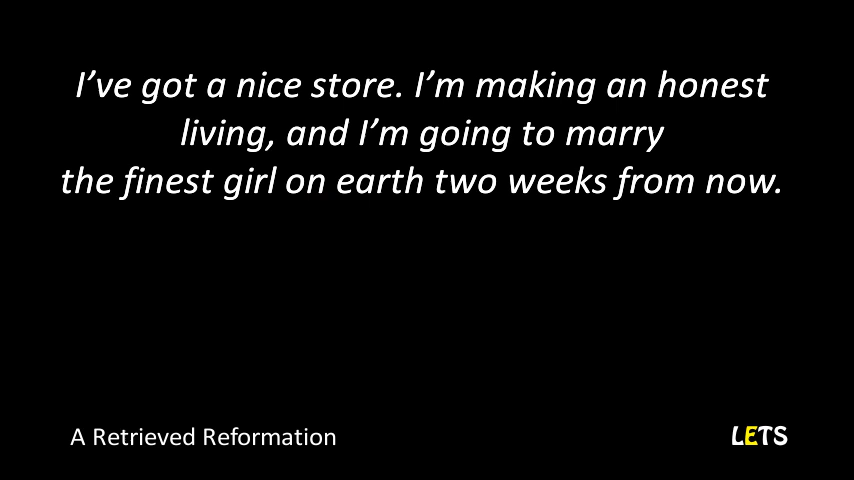 I’ve got a nice store. I’m making an honest
living, and I’m going to marry
the finest girl on earth two weeks from now.
A Retrieved Reformation
LETS